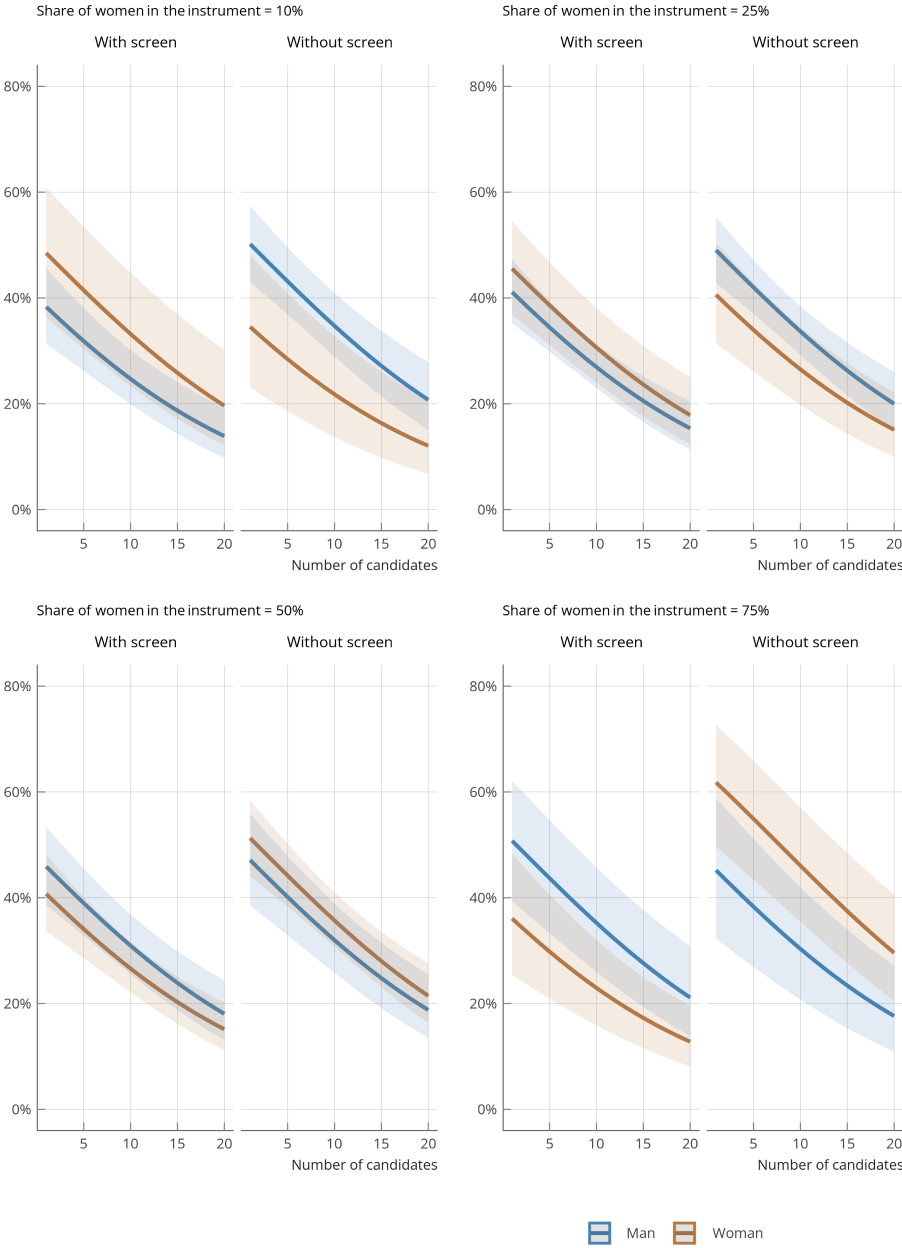 Share of women in the instrument = 10%
With screen
Without screen
80%
60%
40%
20%
0%
5 10 15 20
5 10 15 20
Number of candidates
Share of women in the instrument = 25%
With screen
Without screen
80%
60%
40%
20%
0%
5 10 15 20
5 10 15 20
Number of candidates
Share of women in the instrument = 50%
With screen
Without screen
80%
60%
40%
20%
0%
5 10 15 20
5 10 15 20
Number of candidates
Share of women in the instrument = 75%
With screen
Without screen
80%
60%
40%
20%
0%
5 10 15 20
5 10 15 20
Number of candidates
Man
Woman